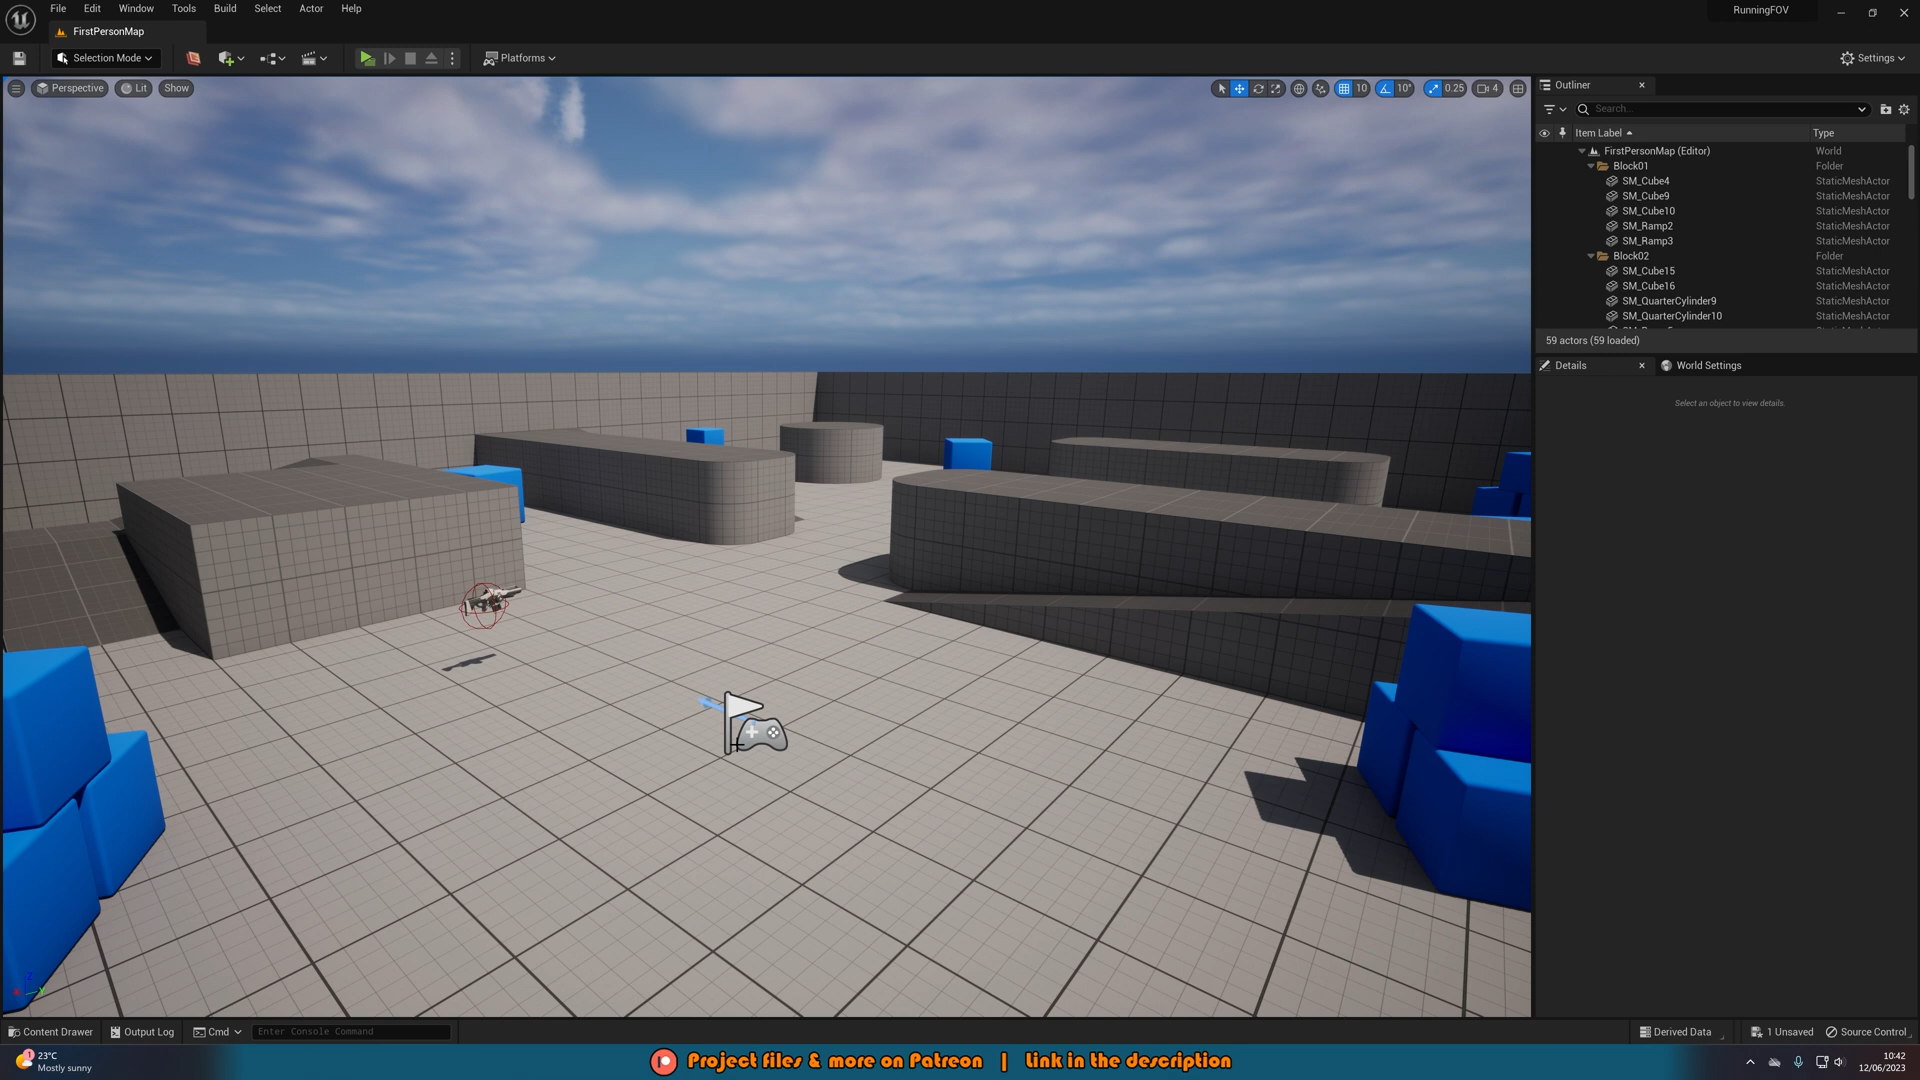 File Edit Window Tools Build Select Actor Help
RunningFOV
FirstPersonMap
Selection Mode
Platforms
Settings
Perspective
Lit
Show
10
10°
0.25
4
Outliner
Search...
Item Label
Type
FirstPersonMap (Editor) World
Block01 Folder
SM_Cube4 StaticMeshActor
SM_Cube9 StaticMeshActor
SM_Cube10 StaticMeshActor
SM_Ramp2 StaticMeshActor
SM_Ramp3 StaticMeshActor
Block02 Folder
SM_Cube15 StaticMeshActor
SM_Cube16 StaticMeshActor
SM_QuarterCylinder9 StaticMeshActor
SM_QuarterCylinder10 StaticMeshActor
59 actors (59 loaded)
Details
World Settings
Select an object to view details.
Content Drawer
Output Log
Cmd
Enter Console Command
Derived Data
1 Unsaved
Source Control
1
23°C
Mostly sunny
Project files & more on Patreon | Link in the description
10:42
12/06/2023